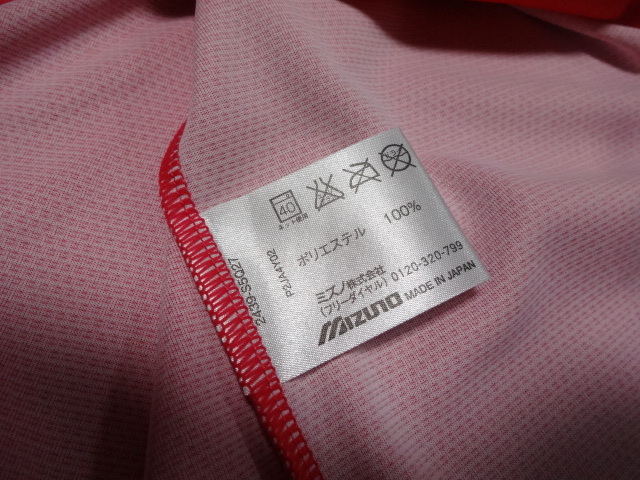 40
ネット使用
ポリエステル 100%
ミズノ株式会社
(フリーダイヤル) 0120-320-799
MIZUNO MADE IN JAPAN
P2JA4Y02
2439-S5Q27